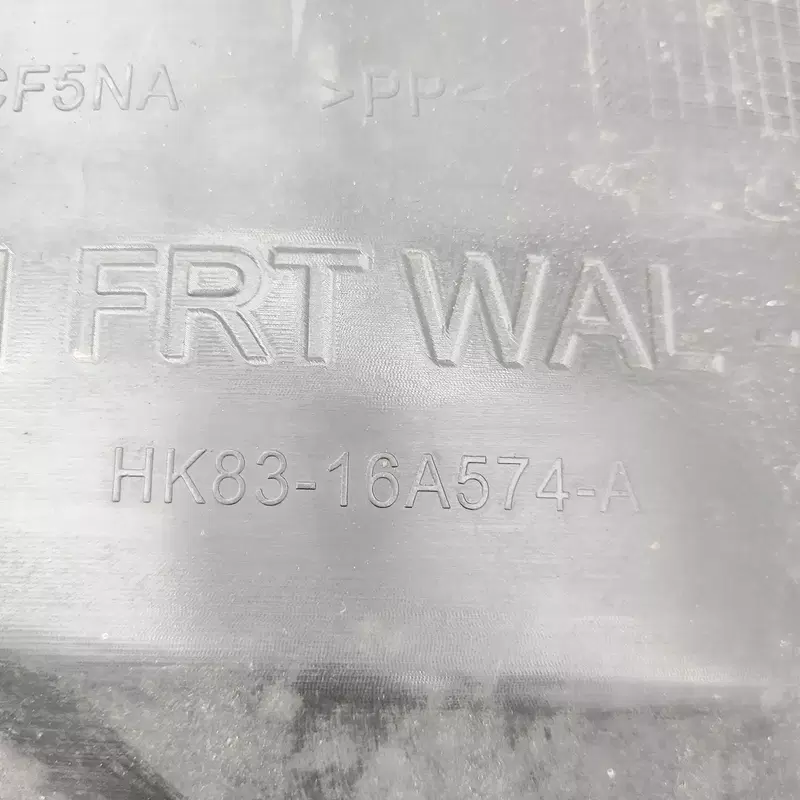 CF5NA >PP<
FRT WAL
HK83-16A574-A